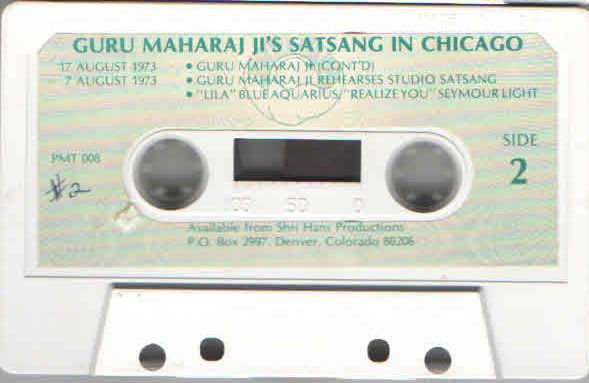 GURU MAHARAJ JI'S SATSANG IN CHICAGO
17 AUGUST 1973 • GURU MAHARAJ JI (CONT'D)
7 AUGUST 1973 • GURU MAHARAJ JI REHEARSES STUDIO SATSANG
• "LILA" BLUE AQUARIUS, "REALIZE YOU" SEYMOUR LIGHT
SIDE
2
PMT 008
#2
50 0
Available from Shri Hans Productions
P.O. Box 2997, Denver, Colorado 80206